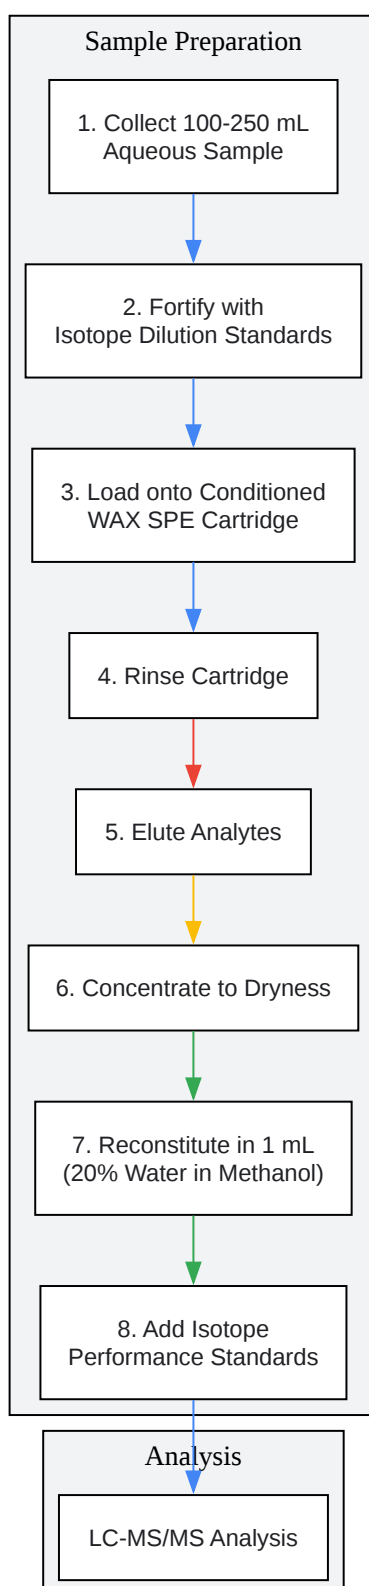 Sample Preparation
1. Collect 100-250 mL
Aqueous Sample
2. Fortify with
Isotope Dilution Standards
3. Load onto Conditioned
WAX SPE Cartridge
4. Rinse Cartridge
5. Elute Analytes
6. Concentrate to Dryness
7. Reconstitute in 1 mL
(20% Water in Methanol)
8. Add Isotope
Performance Standards
Analysis
LC-MS/MS Analysis